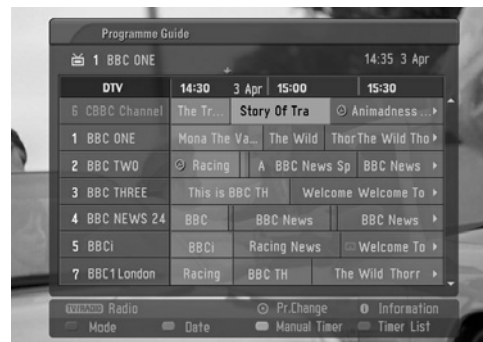 Programme Guide
1 BBC ONE 14:35 3 Apr
DTV 14:30 3 Apr 15:00 15:30
6 CBBC Channel The Tr... Story Of Tra Animadness ...
1 BBC ONE Mona The Va... The Wild Thor The Wild Tho
2 BBC TWO Racing A BBC News Sp BBC News
3 BBC THREE This is BBC TH Welcome Welcome To
4 BBC NEWS 24 BBC BBC News BBC News
5 BBCi BBCi Racing News Welcome To
7 BBC1 London Racing BBC TH The Wild Thorr
TV/RADIO Radio Pr.Change Information
Mode Date Manual Timer Timer List